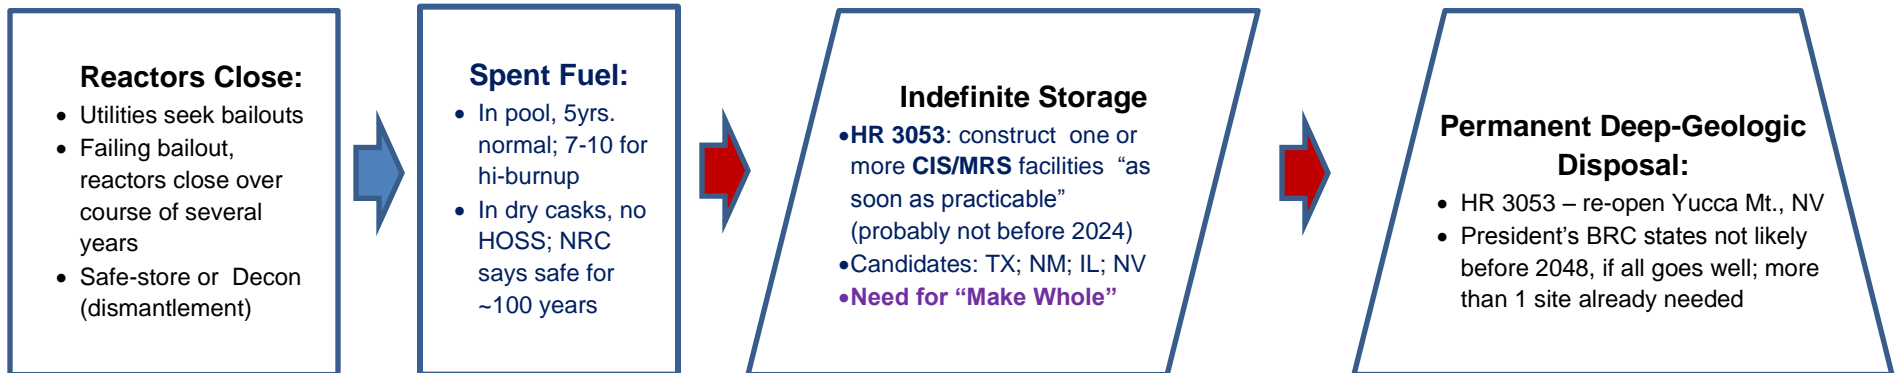 Reactors Close:
• Utilities seek bailouts
• Failing bailout,
reactors close over
course of several
years
• Safe-store or Decon
(dismantlement)
Spent Fuel:
• In pool, 5yrs.
normal; 7-10 for
hi-burnup
• In dry casks, no
HOSS; NRC
says safe for
~100 years
Indefinite Storage
•HR 3053: construct one or
more CIS/MRS facilities “as
soon as practicable”
(probably not before 2024)
•Candidates: TX; NM; IL; NV
•Need for “Make Whole”
Permanent Deep-Geologic
Disposal:
• HR 3053 – re-open Yucca Mt., NV
• President’s BRC states not likely
before 2048, if all goes well; more
than 1 site already needed